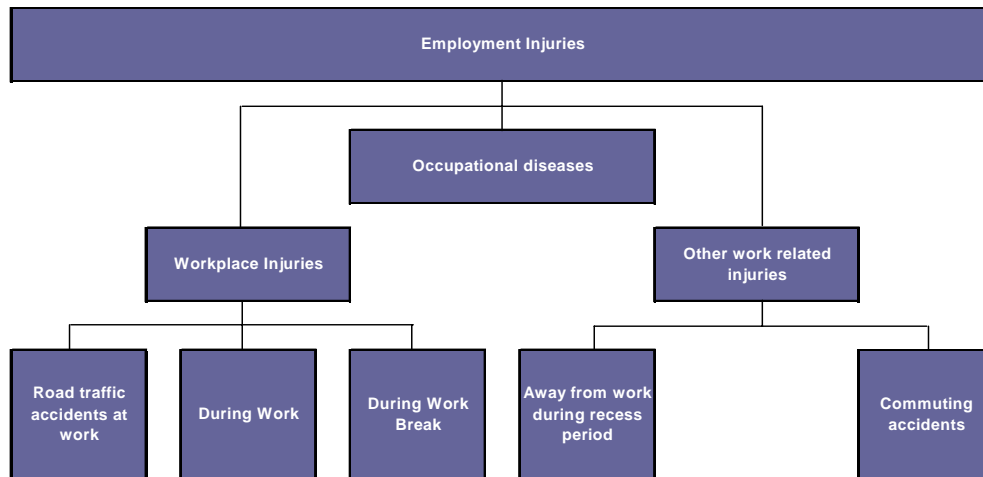 Employment Injuries
Occupational diseases
Workplace Injuries
Other work related
injuries
Road traffic
accidents at
work
During Work
During Work
Break
Away from work
during recess
period
Commuting
accidents